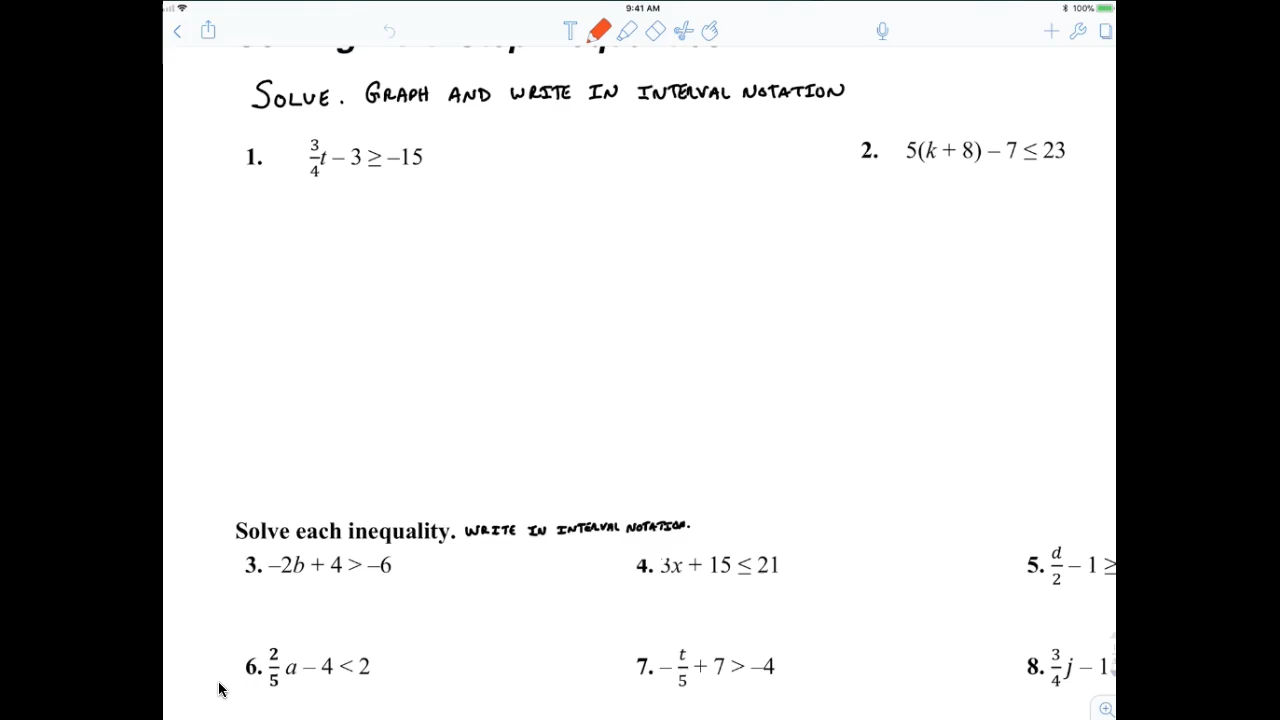 9:41 AM
100%
SOLVE. GRAPH AND WRITE IN INTERVAL NOTATION
1. 3/4 t – 3 ≥ –15
2. 5(k + 8) – 7 ≤ 23
Solve each inequality. WRITE IN INTERVAL NOTATION.
3. –2b + 4 > –6
4. 3x + 15 ≤ 21
5. d/2 – 1 ≥
6. 2/5 a – 4 < 2
7. – t/5 + 7 > –4
8. 3/4 j – 1